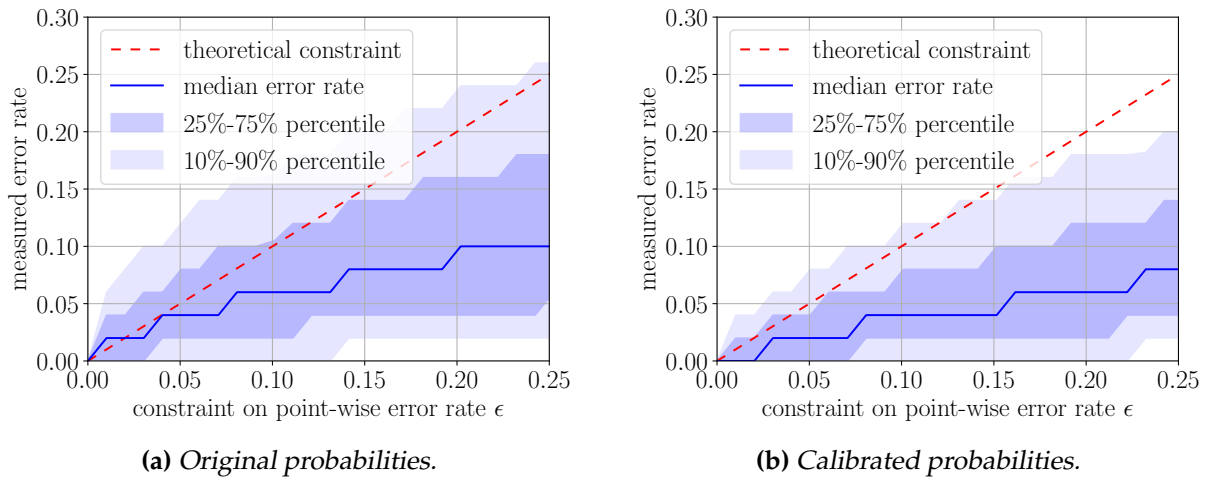 0.30
0.25
0.20
0.15
0.10
0.05
0.00
measured error rate
theoretical constraint
median error rate
25%-75% percentile
10%-90% percentile
0.00 0.05 0.10 0.15 0.20 0.25
constraint on point-wise error rate ϵ
(a) Original probabilities.
0.30
0.25
0.20
0.15
0.10
0.05
0.00
measured error rate
theoretical constraint
median error rate
25%-75% percentile
10%-90% percentile
0.00 0.05 0.10 0.15 0.20 0.25
constraint on point-wise error rate ϵ
(b) Calibrated probabilities.